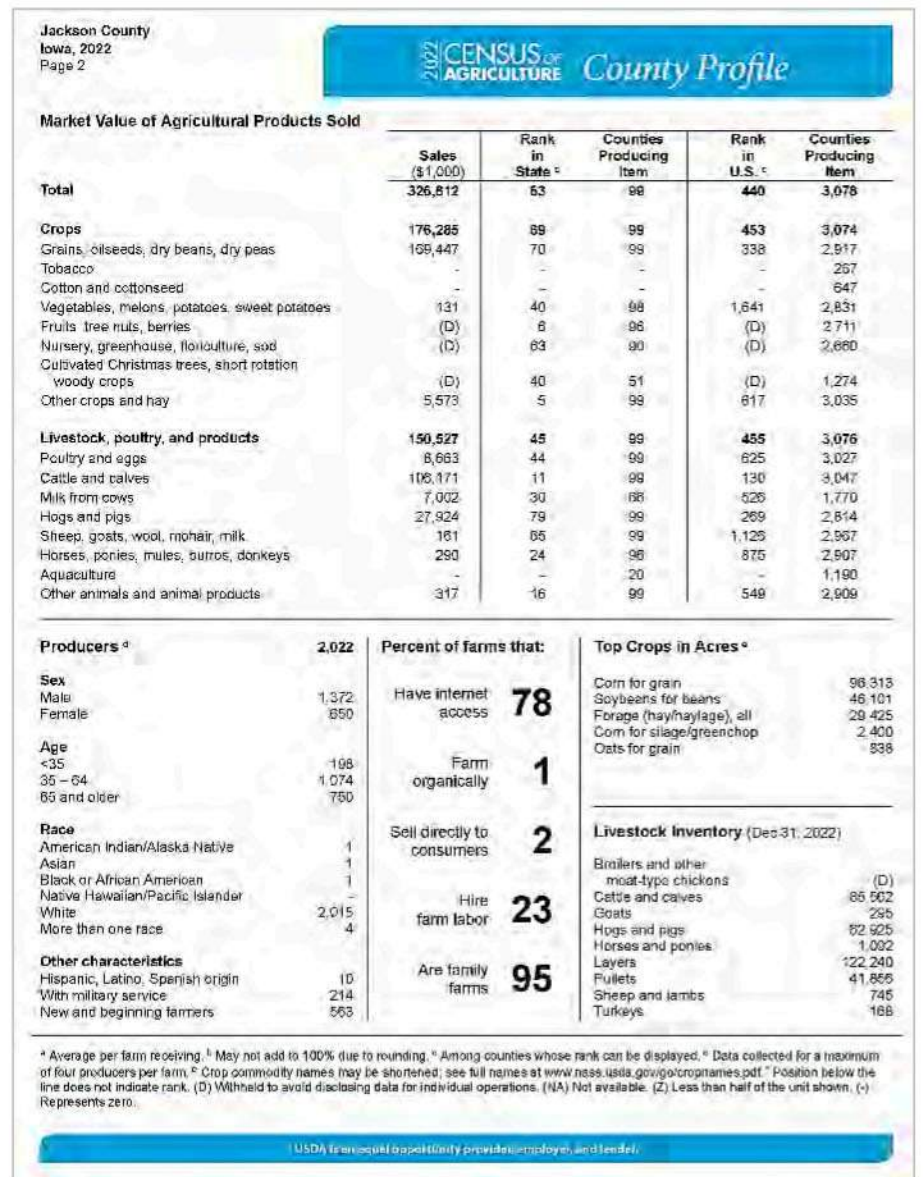 Jackson County
Iowa, 2022
Page 2
2022 CENSUS OF AGRICULTURE County Profile
Market Value of Agricultural Products Sold
Sales ($1,000) Rank in State c Counties Producing Item Rank in U.S. c Counties Producing Item
Total 326,812 53 99 440 3,078
Crops 176,285 69 99 453 3,074
Grains, oilseeds, dry beans, dry peas 169,447 70 99 338 2,917
Tobacco - - - - 267
Cotton and cottonseed - - - - 647
Vegetables, melons, potatoes, sweet potatoes 131 40 98 1,641 2,831
Fruits, tree nuts, berries (D) 6 96 (D) 2,711
Nursery, greenhouse, floriculture, sod (D) 63 90 (D) 2,660
Cultivated Christmas trees, short rotation
woody crops (D) 40 51 (D) 1,274
Other crops and hay 5,573 5 99 617 3,035
Livestock, poultry, and products 150,527 45 99 455 3,076
Poultry and eggs 8,663 44 99 625 3,027
Cattle and calves 106,171 11 99 130 3,047
Milk from cows 7,002 30 68 526 1,770
Hogs and pigs 27,924 79 99 269 2,814
Sheep, goats, wool, mohair, milk 161 65 99 1,125 2,967
Horses, ponies, mules, burros, donkeys 290 24 96 875 2,907
Aquaculture - - 20 - 1,190
Other animals and animal products 317 16 99 549 2,909
Producers d 2,022
Sex
Male 1,372
Female 650
Age
<35 198
35 – 64 1,074
65 and older 750
Race
American Indian/Alaska Native 1
Asian 1
Black or African American 1
Native Hawaiian/Pacific Islander -
White 2,015
More than one race 4
Other characteristics
Hispanic, Latino, Spanish origin 10
With military service 214
New and beginning farmers 563
Percent of farms that:
Have internet
access 78
Farm
organically 1
Sell directly to
consumers 2
Hire
farm labor 23
Are family
farms 95
Top Crops in Acres e
Corn for grain 96,313
Soybeans for beans 46,101
Forage (hay/haylage), all 29,425
Corn for silage/greenchop 2,400
Oats for grain 538
Livestock Inventory (Dec 31, 2022)
Broilers and other
meat-type chickens (D)
Cattle and calves 85,502
Goats 295
Hogs and pigs 62,925
Horses and ponies 1,092
Layers 122,240
Pullets 41,856
Sheep and lambs 745
Turkeys 168
a Average per farm receiving. b May not add to 100% due to rounding. c Among counties whose rank can be displayed. d Data collected for a maximum
of four producers per farm. e Crop commodity names may be shortened; see full names at www.nass.usda.gov/go/cropnames.pdf. f Position below the
line does not indicate rank. (D) Withheld to avoid disclosing data for individual operations. (NA) Not available. (Z) Less than half of the unit shown. (-)
Represents zero.
USDA is an equal opportunity provider, employer, and lender.